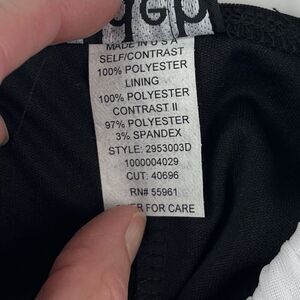 MADE IN U S A
SELF/CONTRAST
100% POLYESTER
LINING
100% POLYESTER
CONTRAST II
97% POLYESTER
3% SPANDEX
STYLE: 2953003D
1000004029
CUT: 40696
RN# 55961
FOR CARE